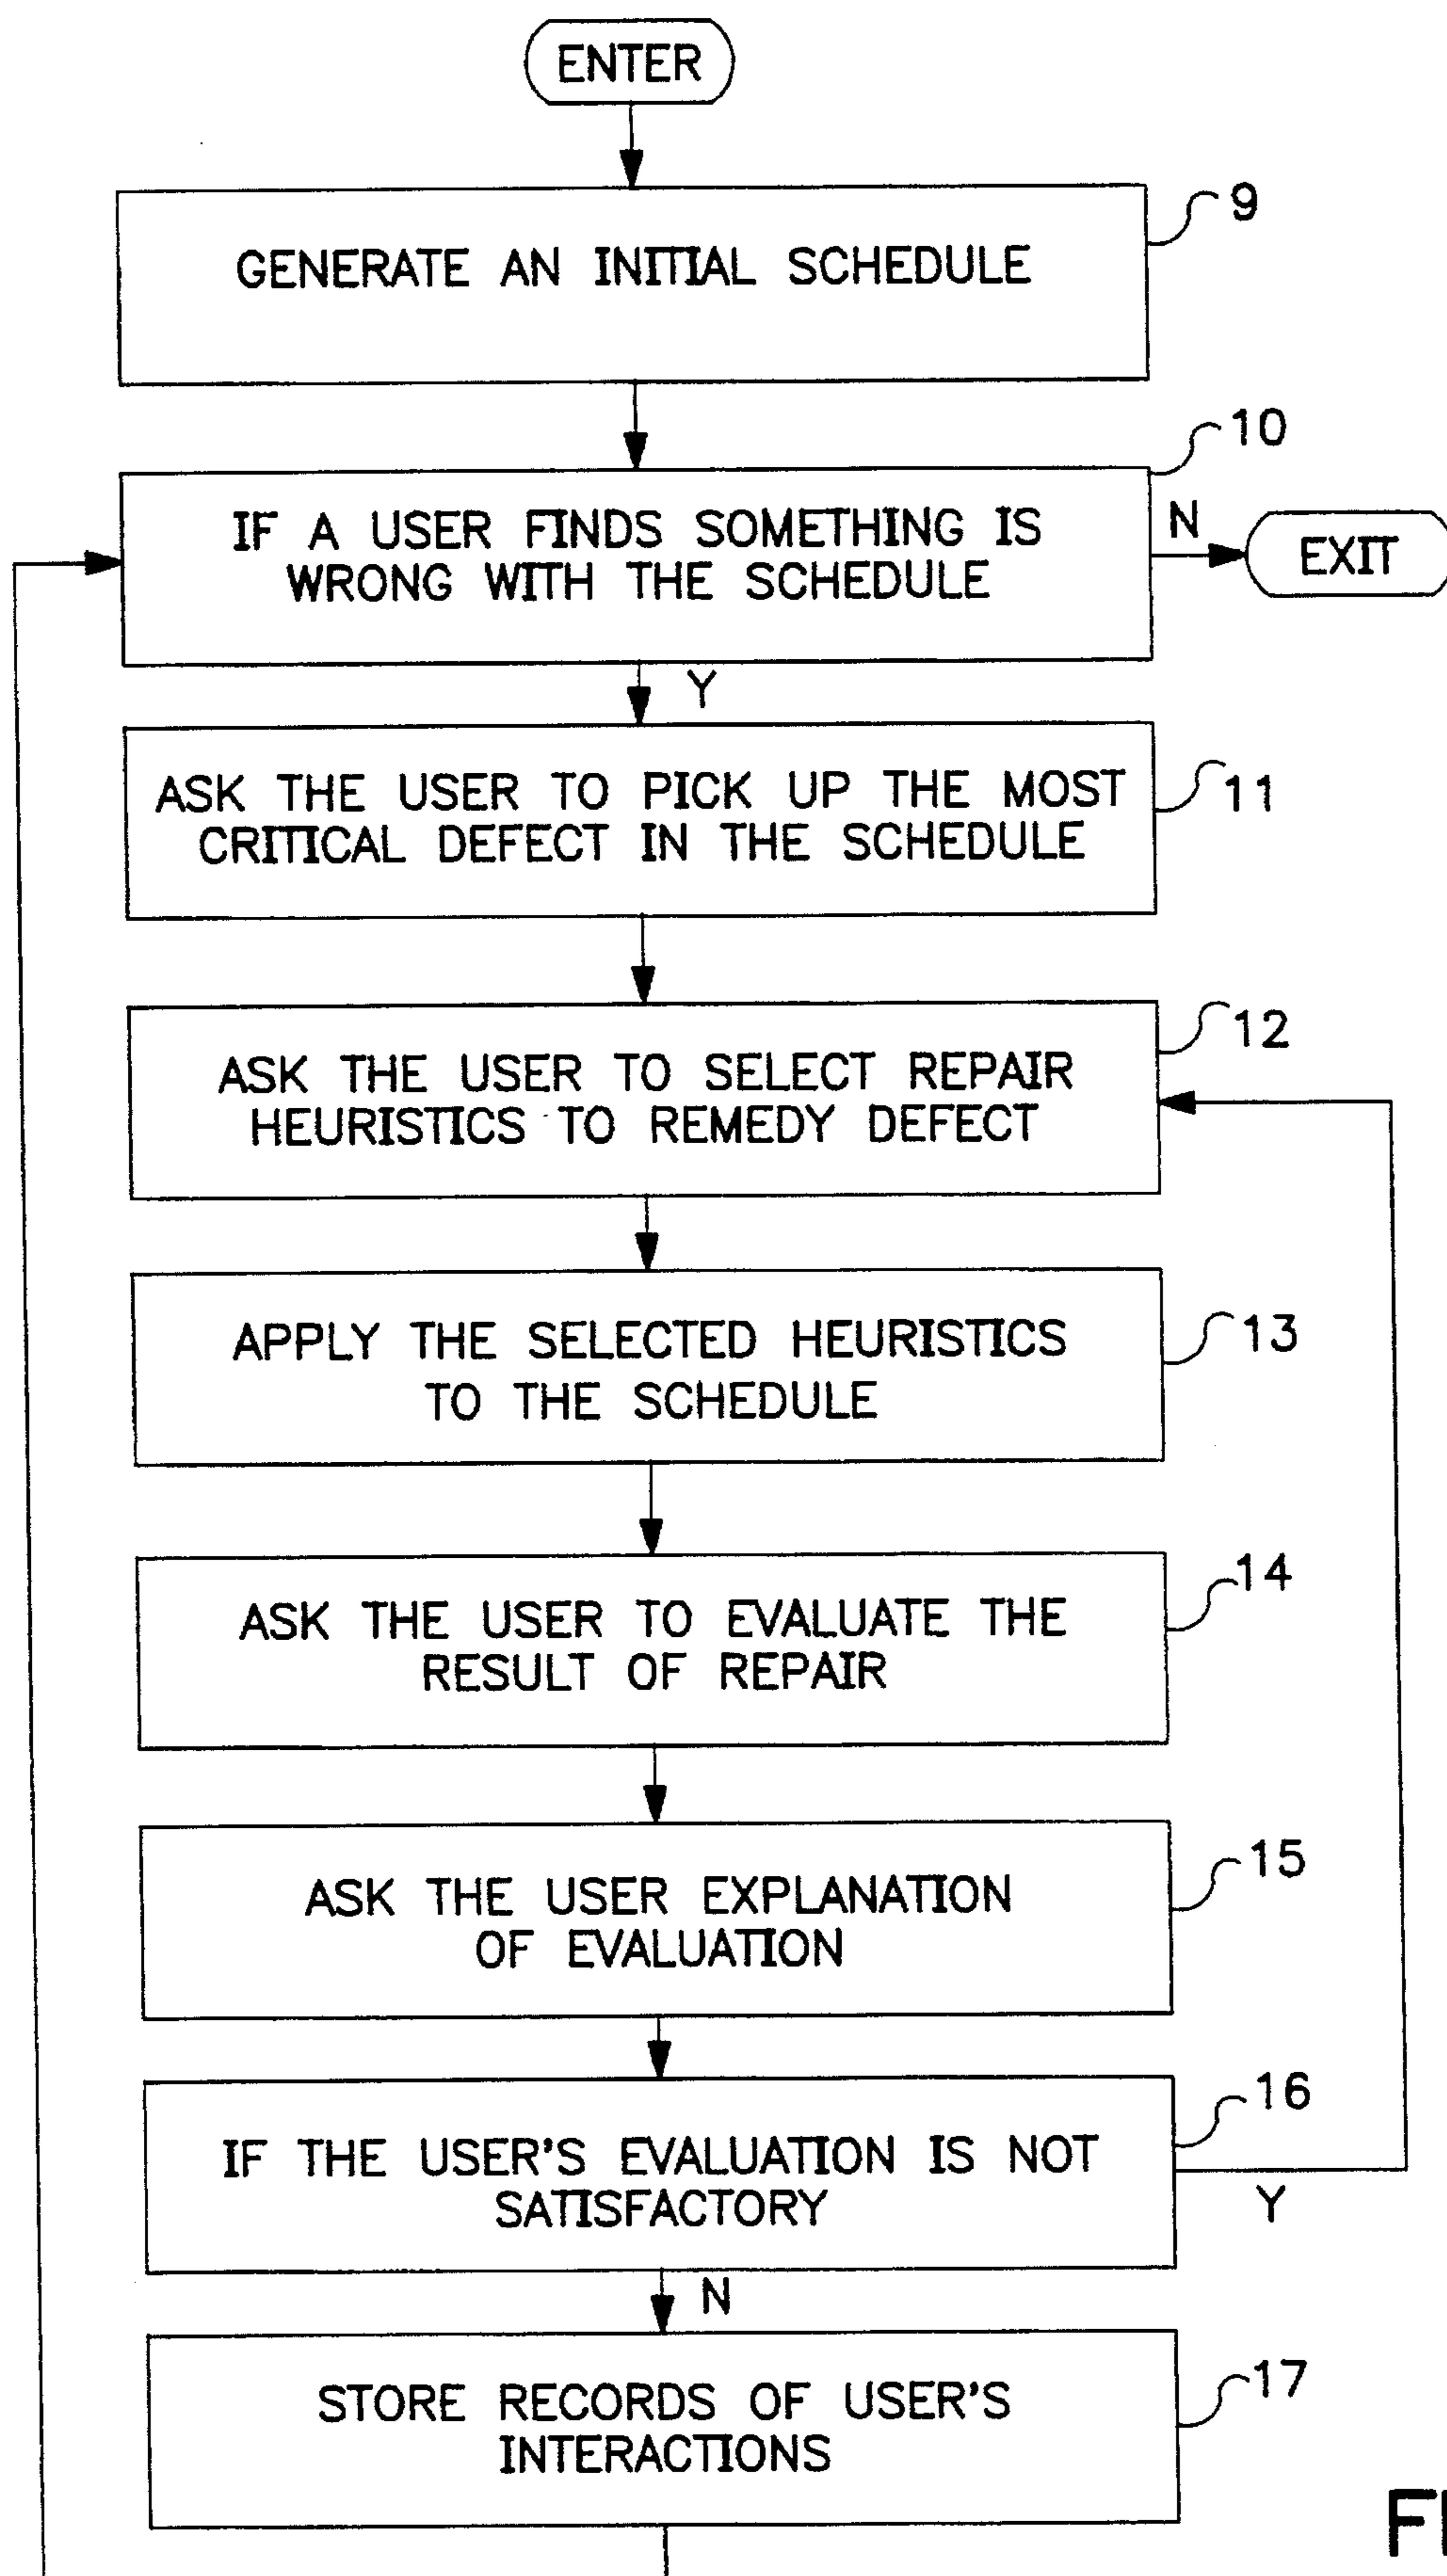 ENTER
9
GENERATE AN INITIAL SCHEDULE
10
IF A USER FINDS SOMETHING IS
WRONG WITH THE SCHEDULE
N
EXIT
Y
ASK THE USER TO PICK UP THE MOST
CRITICAL DEFECT IN THE SCHEDULE
11
ASK THE USER TO SELECT REPAIR
HEURISTICS TO REMEDY DEFECT
12
APPLY THE SELECTED HEURISTICS
TO THE SCHEDULE
13
ASK THE USER TO EVALUATE THE
RESULT OF REPAIR
14
ASK THE USER EXPLANATION
OF EVALUATION
15
IF THE USER'S EVALUATION IS NOT
SATISFACTORY
16
Y
N
STORE RECORDS OF USER'S
INTERACTIONS
17